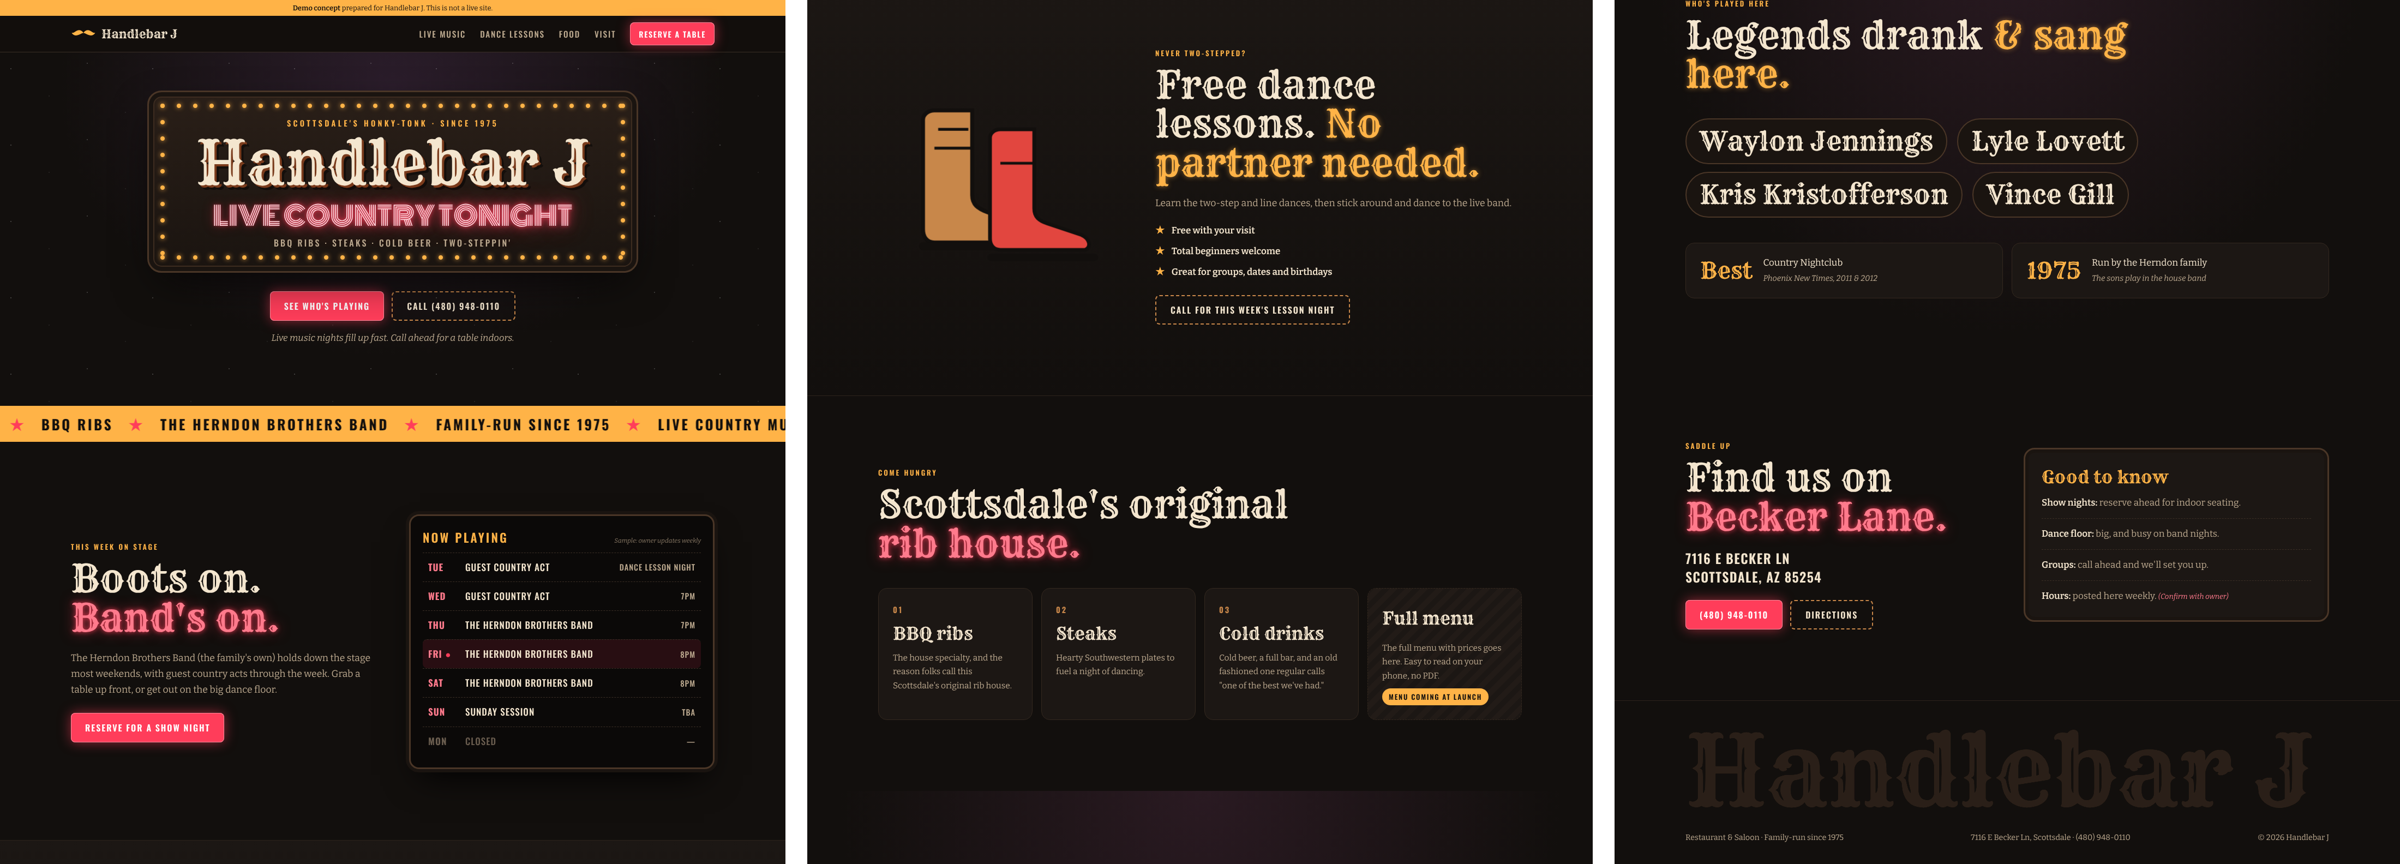 Demo concept prepared for Handlebar J. This is not a live site.
Handlebar J
LIVE MUSIC DANCE LESSONS FOOD VISIT RESERVE A TABLE
SCOTTSDALE'S HONKY-TONK · SINCE 1975
Handlebar J
LIVE COUNTRY TONIGHT
BBQ RIBS · STEAKS · COLD BEER · TWO-STEPPIN'
SEE WHO'S PLAYING CALL (480) 948-0110
Live music nights fill up fast. Call ahead for a table indoors.
★ BBQ RIBS ★ THE HERNDON BROTHERS BAND ★ FAMILY-RUN SINCE 1975 ★ LIVE COUNTRY MU
THIS WEEK ON STAGE
Boots on.
Band's on.
The Herndon Brothers Band (the family's own) holds down the stage
most weekends, with guest country acts through the week. Grab a
table up front, or get out on the big dance floor.
RESERVE FOR A SHOW NIGHT
NOW PLAYING Sample: owner updates weekly
TUE GUEST COUNTRY ACT DANCE LESSON NIGHT
WED GUEST COUNTRY ACT 7PM
THU THE HERNDON BROTHERS BAND 7PM
FRI THE HERNDON BROTHERS BAND 8PM
SAT THE HERNDON BROTHERS BAND 8PM
SUN SUNDAY SESSION TBA
MON CLOSED —
NEVER TWO-STEPPED?
Free dance
lessons. No
partner needed.
Learn the two-step and line dances, then stick around and dance to the live band.
★ Free with your visit
★ Total beginners welcome
★ Great for groups, dates and birthdays
CALL FOR THIS WEEK'S LESSON NIGHT
COME HUNGRY
Scottsdale's original
rib house.
01
BBQ ribs
The house specialty, and the
reason folks call this
Scottsdale's original rib house.
02
Steaks
Hearty Southwestern plates to
fuel a night of dancing.
03
Cold drinks
Cold beer, a full bar, and an old
fashioned one regular calls
"one of the best we've had."
Full menu
The full menu with prices goes
here. Easy to read on your
phone, no PDF.
MENU COMING AT LAUNCH
WHO'S PLAYED HERE
Legends drank & sang
here.
Waylon Jennings Lyle Lovett
Kris Kristofferson Vince Gill
Best Country Nightclub
Phoenix New Times, 2011 & 2012
1975 Run by the Herndon family
The sons play in the house band
SADDLE UP
Find us on
Becker Lane.
7116 E BECKER LN
SCOTTSDALE, AZ 85254
(480) 948-0110 DIRECTIONS
Good to know
Show nights: reserve ahead for indoor seating.
Dance floor: big, and busy on band nights.
Groups: call ahead and we'll set you up.
Hours: posted here weekly. (Confirm with owner)
Handlebar J
Restaurant & Saloon · Family-run since 1975 7116 E Becker Ln, Scottsdale · (480) 948-0110 © 2026 Handlebar J